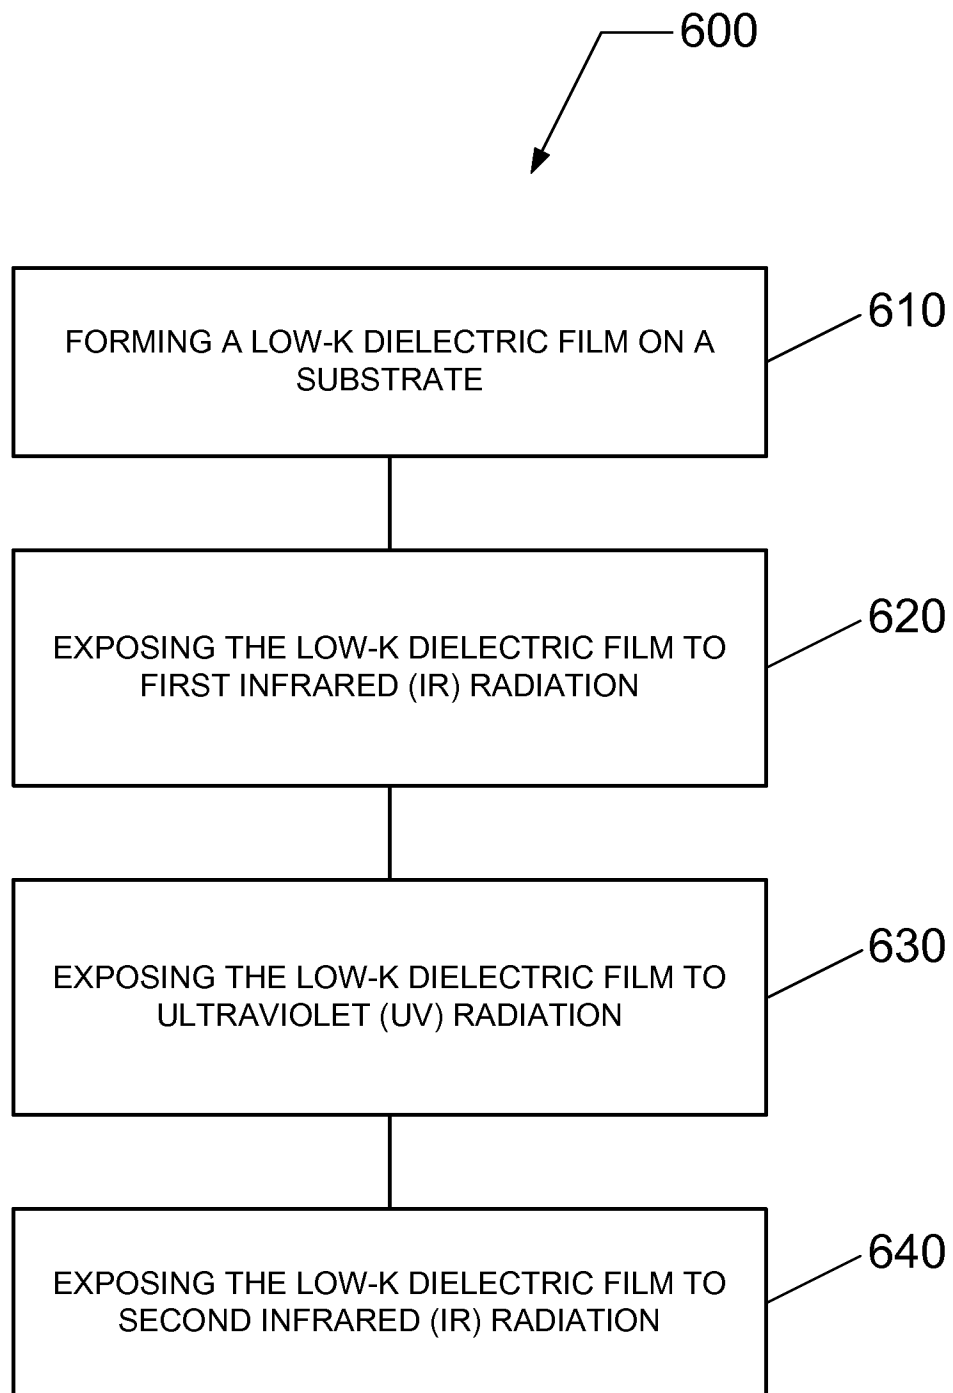 600
FORMING A LOW-K DIELECTRIC FILM ON A
SUBSTRATE
610
EXPOSING THE LOW-K DIELECTRIC FILM TO
FIRST INFRARED (IR) RADIATION
620
EXPOSING THE LOW-K DIELECTRIC FILM TO
ULTRAVIOLET (UV) RADIATION
630
EXPOSING THE LOW-K DIELECTRIC FILM TO
SECOND INFRARED (IR) RADIATION
640